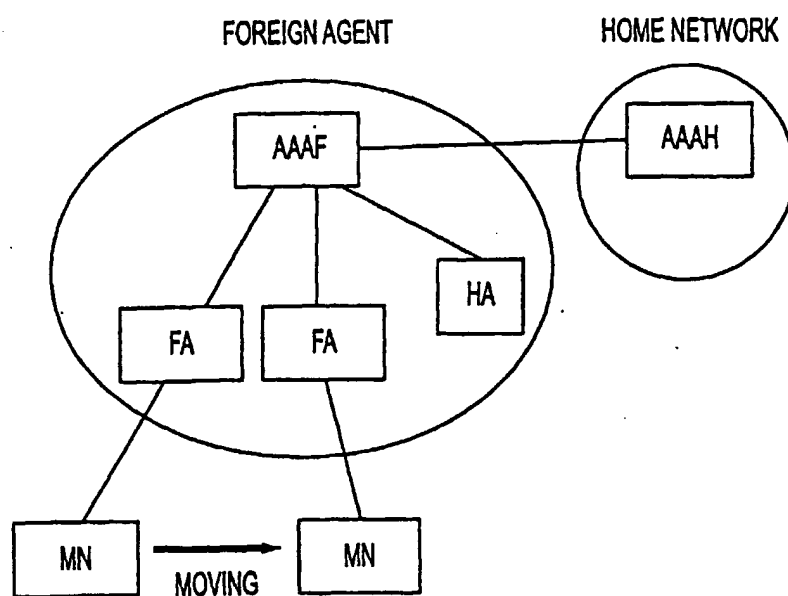 FOREIGN AGENT
HOME NETWORK
AAAF
AAAH
HA
FA
FA
MN
MN
MOVING